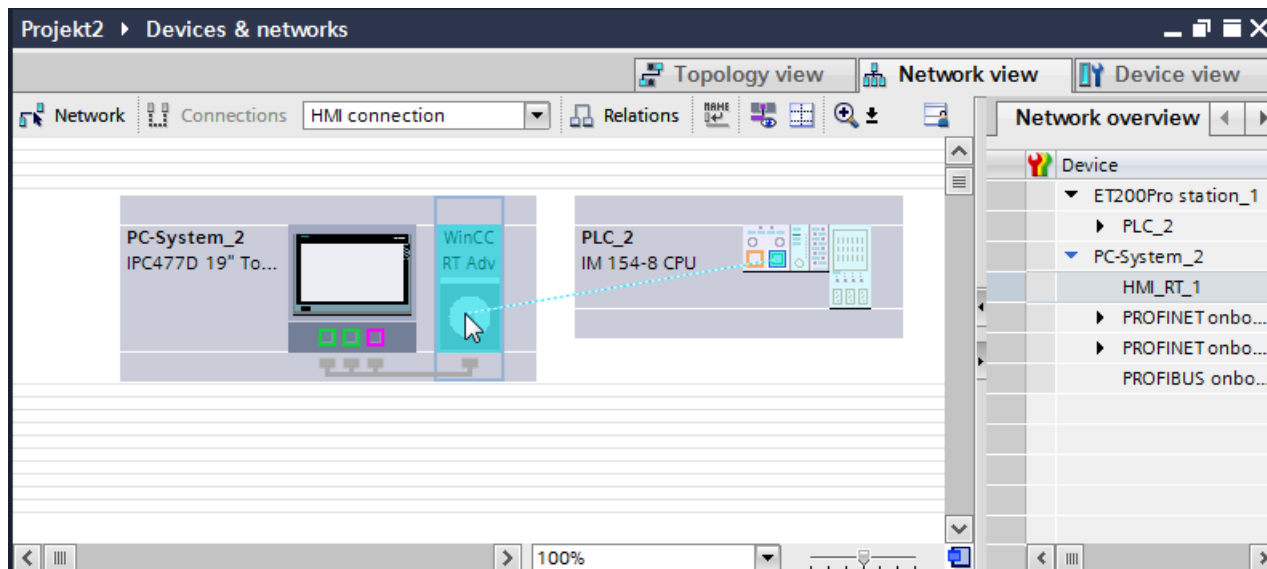 Projekt2 ▸ Devices & networks
Topology view Network view Device view
Network Connections HMI connection Relations NAME Network overview
Device
ET200Pro station_1
PLC_2
PC-System_2
HMI_RT_1
PROFINET onbo...
PROFINET onbo...
PROFIBUS onbo...
PC-System_2
IPC477D 19" To...
WinCC
RT Adv
PLC_2
IM 154-8 CPU
100%